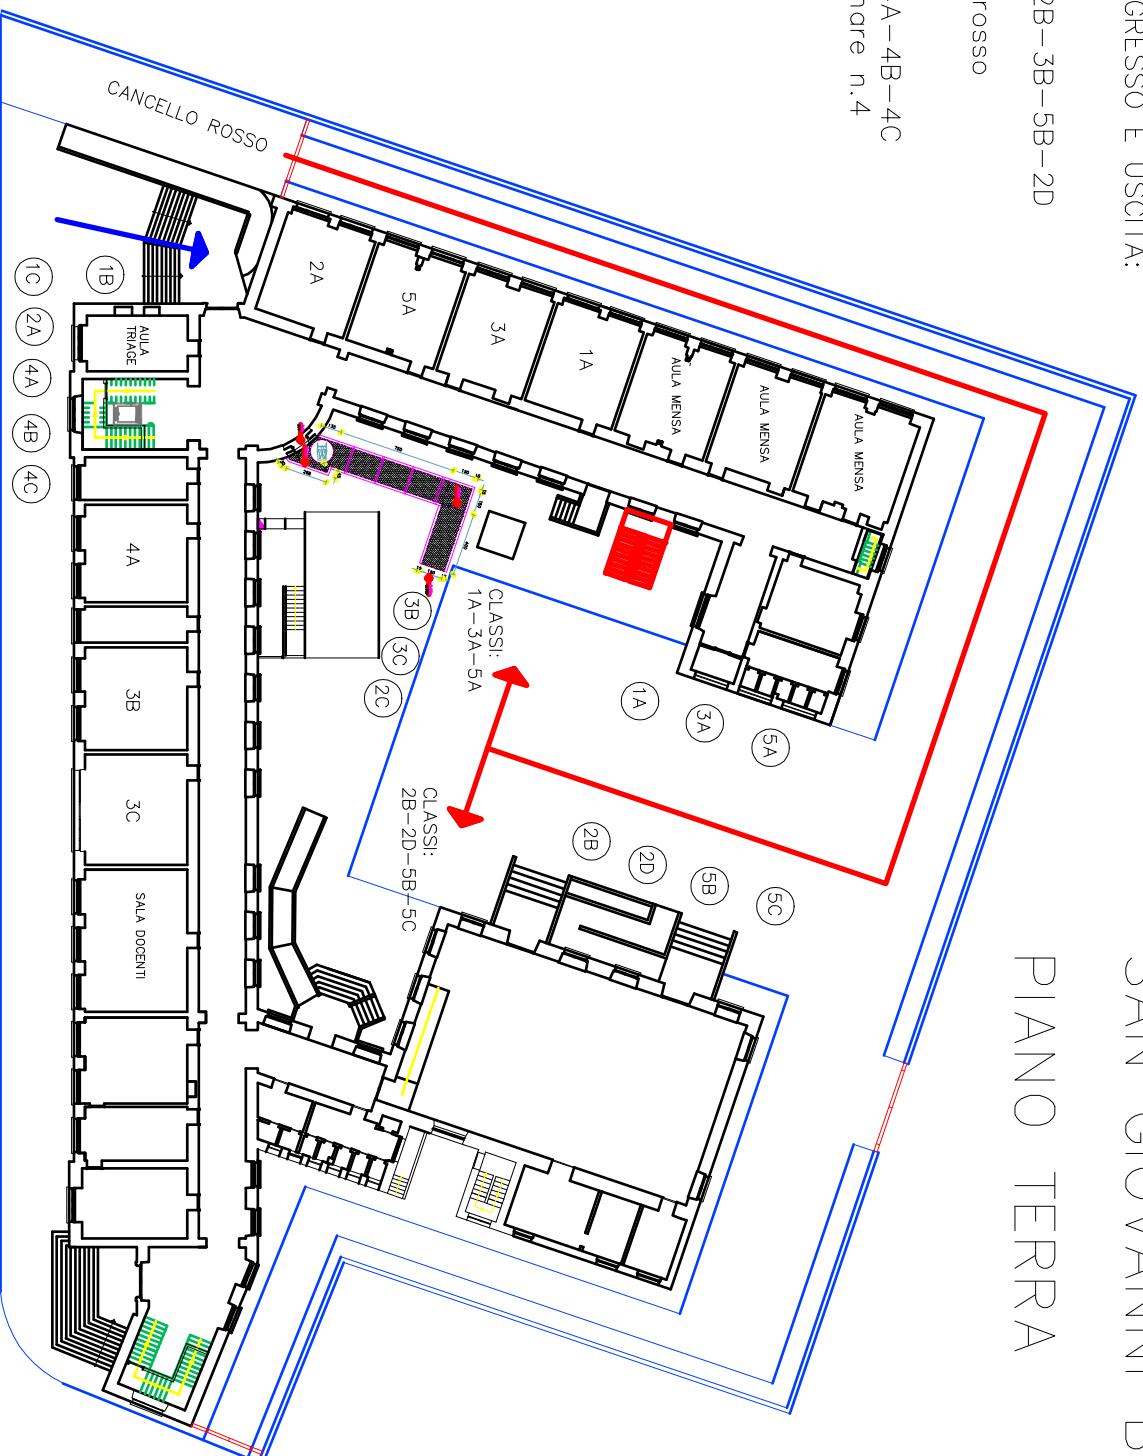 GRESSO E USCITA:
2B-3B-5B-2D
rosso
A-4B-4C
nare n.4
SAN GIOVANNI
PIANO TERRA
CANCELLO ROSSO
2A
5A
3A
1A
AULA MENSA
AULA MENSA
AULA MENSA
1B
1C
2A
4A
4B
4C
AULA
TRIAGE
4A
3B
3C
SALA DOCENTI
3B
3C
2C
CLASSI:
1A-3A-5A
1A
3A
5A
CLASSI:
2B-2D-5B-5C
2B
2D
5B
5C